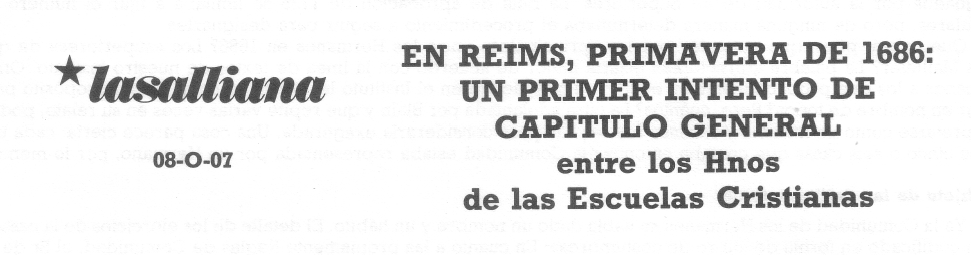 EN REIMS, PRIMAVERA DE 1686:
UN PRIMER INTENTO DE
CAPITULO GENERAL
entre los Hnos
de las Escuelas Cristianas
★lasalliana
08-O-07